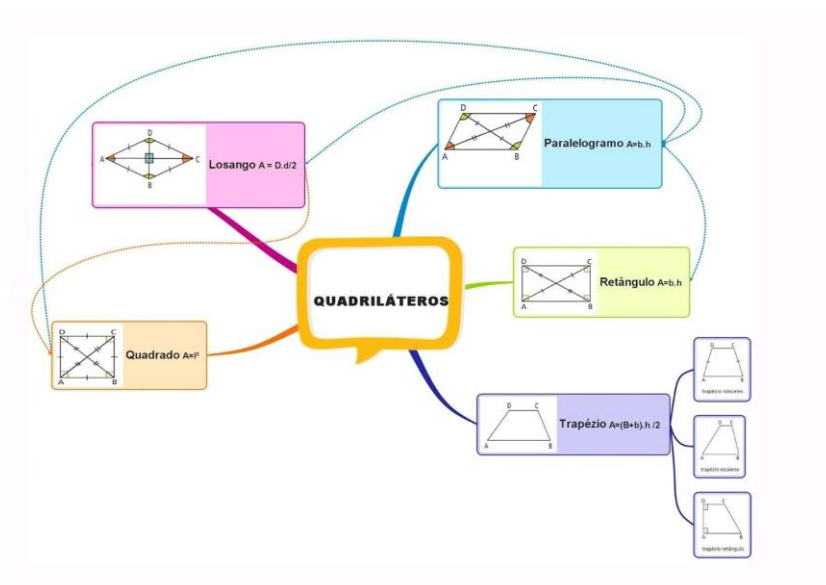 QUADRILÁTEROS
D
A
C
B
Losango A = D.d/2
D
C
A
B
Paralelogramo A=b.h
D
C
A
B
Retângulo A=b.h
D
C
A
B
Quadrado A=l²
D
C
A
B
Trapézio A=(B+b).h /2
D
C
A
B
trapézio isósceles
D
C
A
B
trapézio escaleno
D
C
A
B
trapézio retângulo